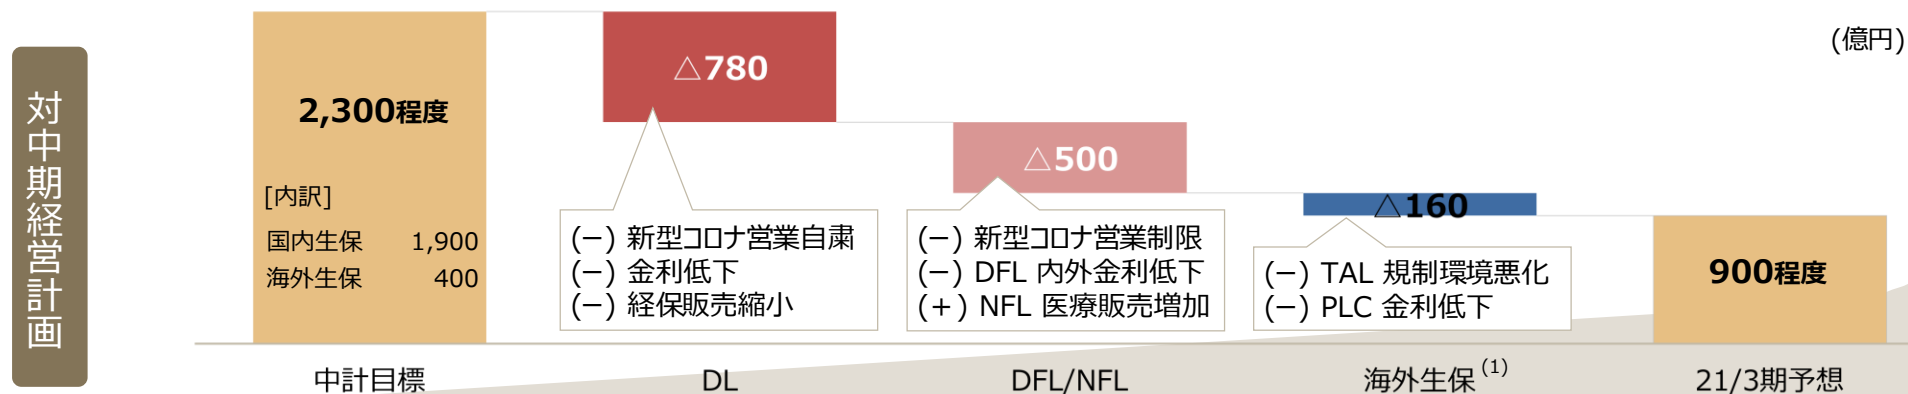 対中期経営計画
(億円)
2,300程度
[内訳]
国内生保 1,900
海外生保 400
△780
(－) 新型コロナ営業自粛
(－) 金利低下
(－) 経保販売縮小
△500
(－) 新型コロナ営業制限
(－) DFL 内外金利低下
(＋) NFL 医療販売増加
△160
(－) TAL 規制環境悪化
(－) PLC 金利低下
900程度
中計目標
DL
DFL/NFL
海外生保 (1)
21/3期予想